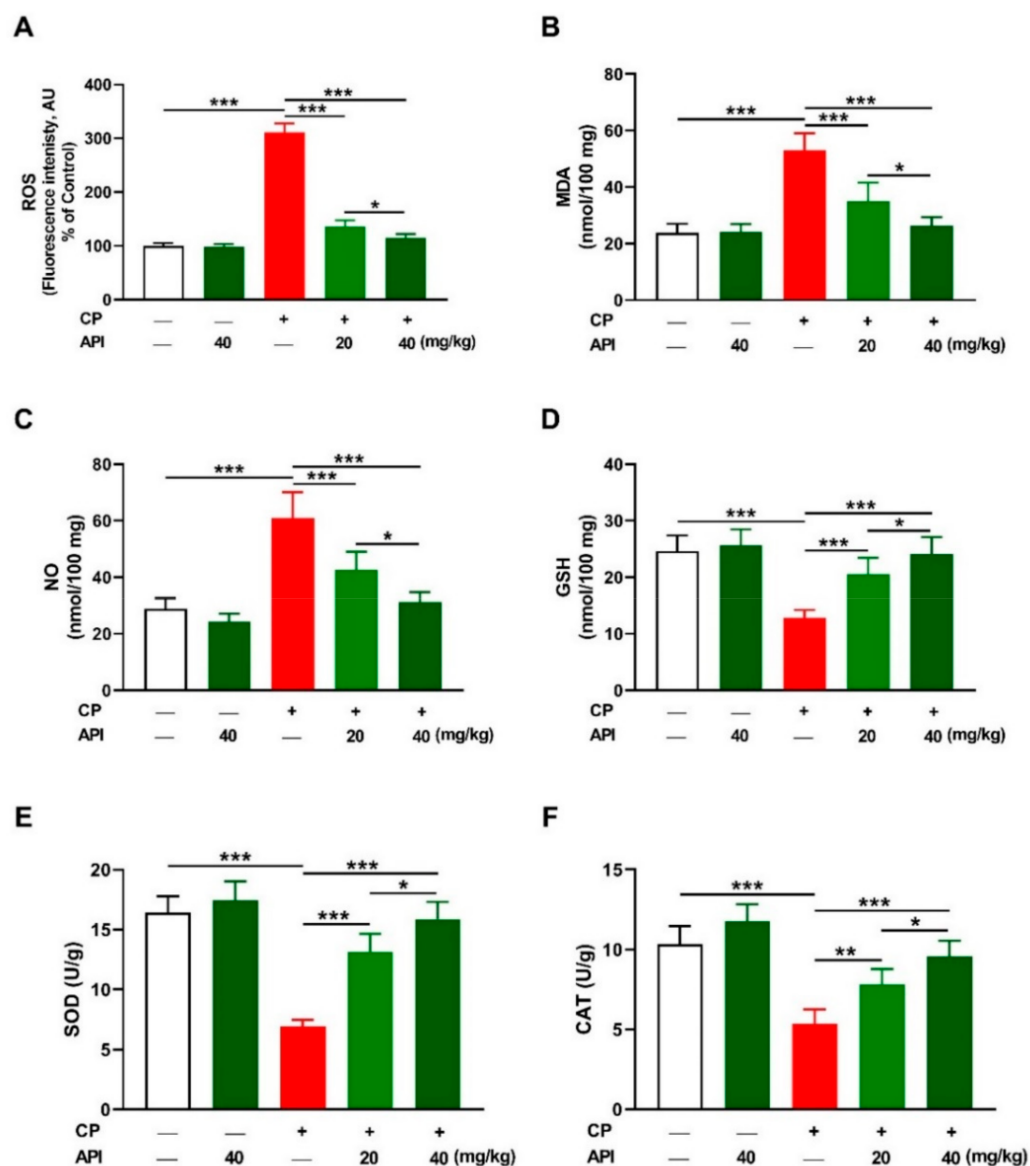 A
ROS
(Fluorescence intenisty, AU
% of Control)
400
300
200
100
0
***
***
***
*
CP — — + + +
API — 40 — 20 40 (mg/kg)
B
MDA
(nmol/100 mg)
80
60
40
20
0
***
***
***
*
CP — — + + +
API — 40 — 20 40 (mg/kg)
C
NO
(nmol/100 mg)
80
60
40
20
0
***
***
***
*
CP — — + + +
API — 40 — 20 40 (mg/kg)
D
GSH
(nmol/100 mg)
40
30
20
10
0
***
***
***
*
CP — — + + +
API — 40 — 20 40 (mg/kg)
E
SOD (U/g)
20
15
10
5
0
***
***
***
*
CP — — + + +
API — 40 — 20 40 (mg/kg)
F
CAT (U/g)
15
10
5
0
***
***
**
*
CP — — + + +
API — 40 — 20 40 (mg/kg)